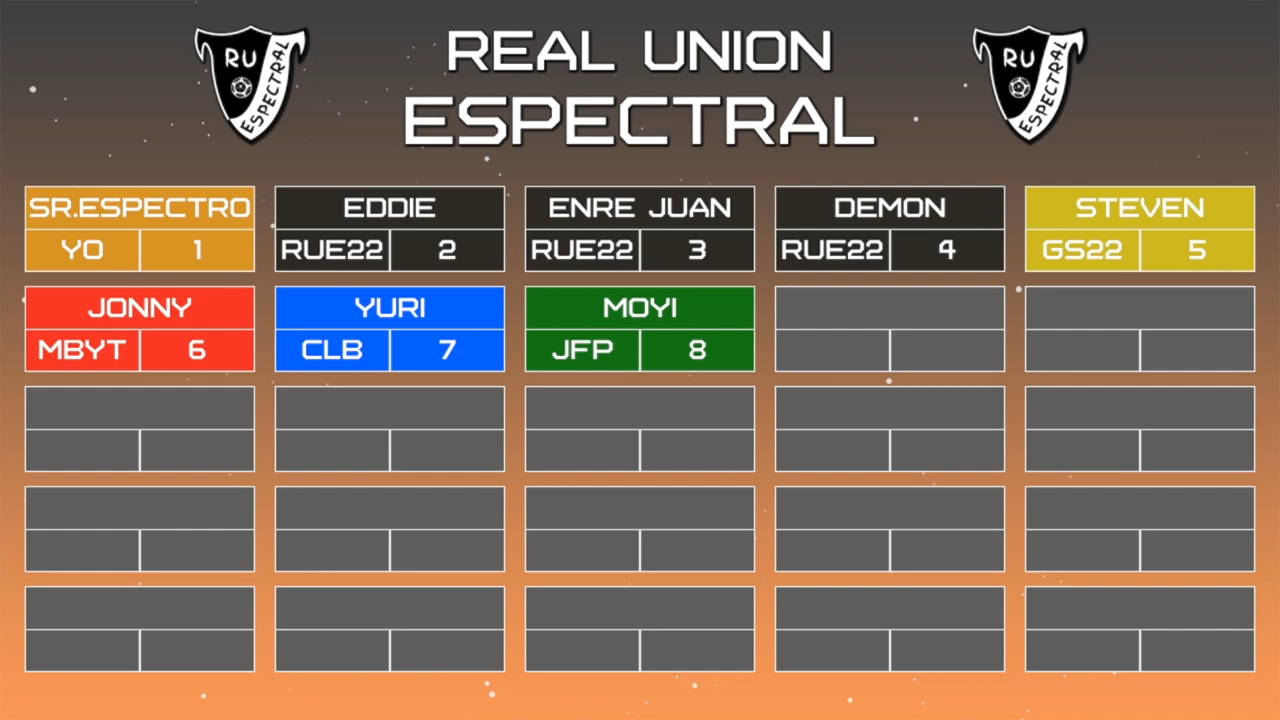 RU
ESPECTRAL
REAL UNION
ESPECTRAL
RU
ESPECTRAL
SR.ESPECTRO
YO 1
EDDIE
RUE22 2
ENRE JUAN
RUE22 3
DEMON
RUE22 4
STEVEN
GS22 5
JONNY
MBYT 6
YURI
CLB 7
MOYI
JFP 8